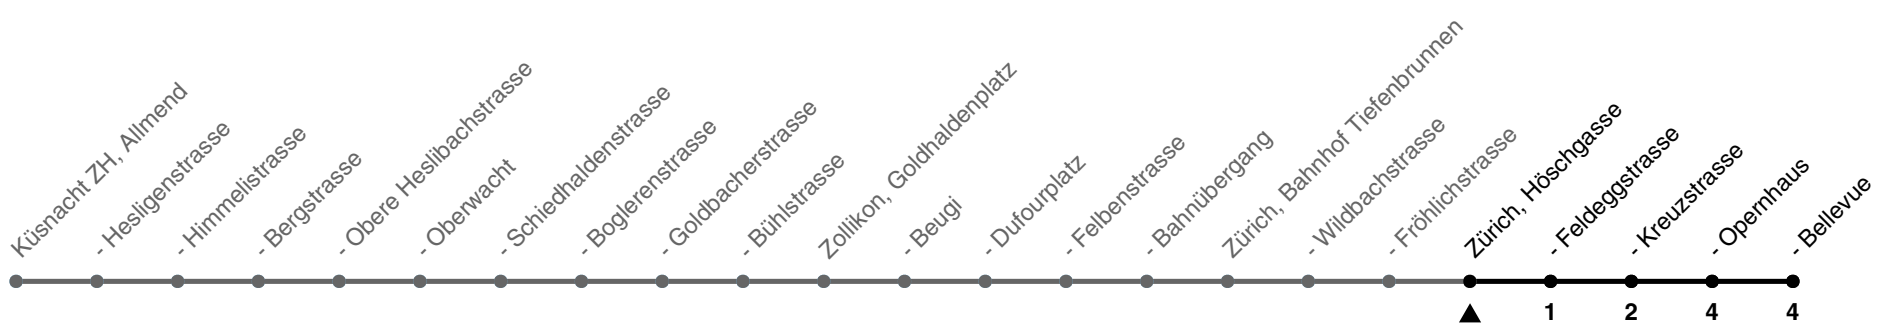 Küsnacht ZH, Allmend
- Hesligenstrasse
- Himmelistrasse
- Bergstrasse
- Obere Heslibachstrasse
- Oberwacht
- Schiedhaldenstrasse
- Boglerenstrasse
- Goldbacherstrasse
- Bühlstrasse
Zollikon, Goldhaldenplatz
- Beugi
- Dufourplatz
- Felbenstrasse
- Bahnübergang
Zürich, Bahnhof Tiefenbrunnen
- Wildbachstrasse
- Fröhlichstrasse
Zürich, Höschgasse
- Feldeggstrasse
- Kreuzstrasse
- Opernhaus
- Bellevue
1 2 4 4